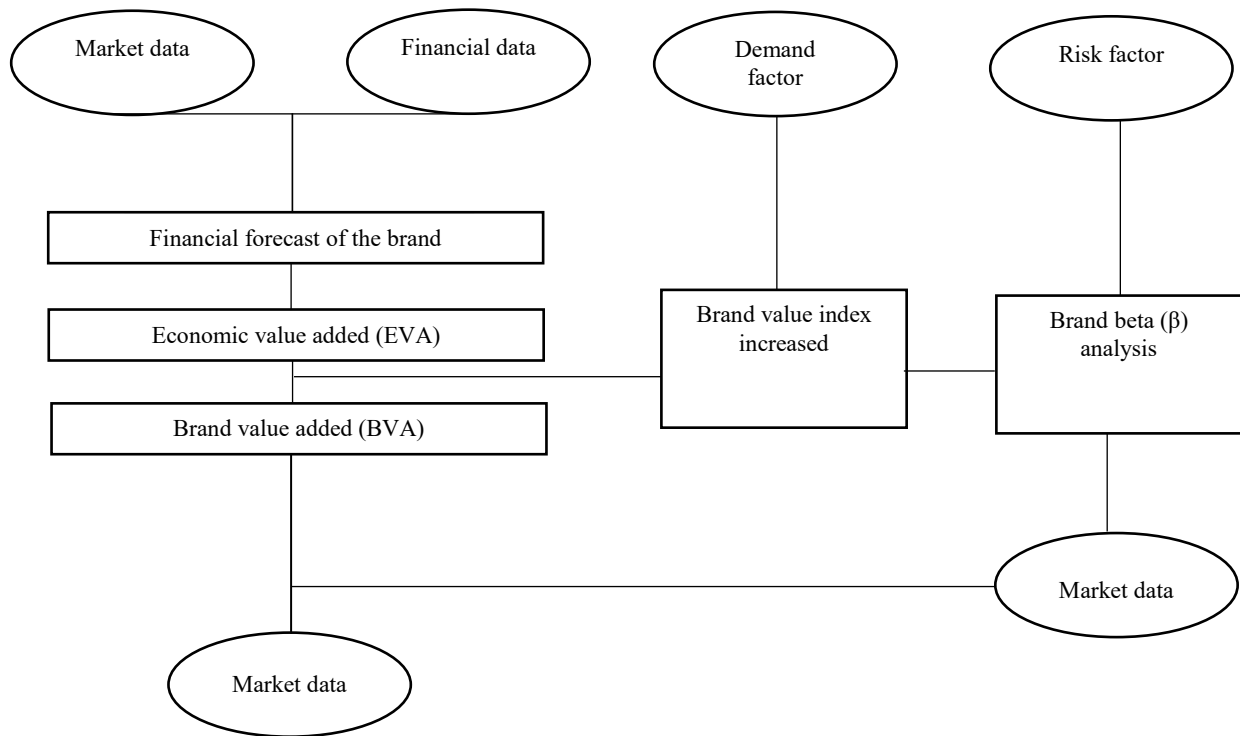 Market data
Financial data
Demand
factor
Risk factor
Financial forecast of the brand
Economic value added (EVA)
Brand value added (BVA)
Brand value index
increased
Brand beta (β)
analysis
Market data
Market data